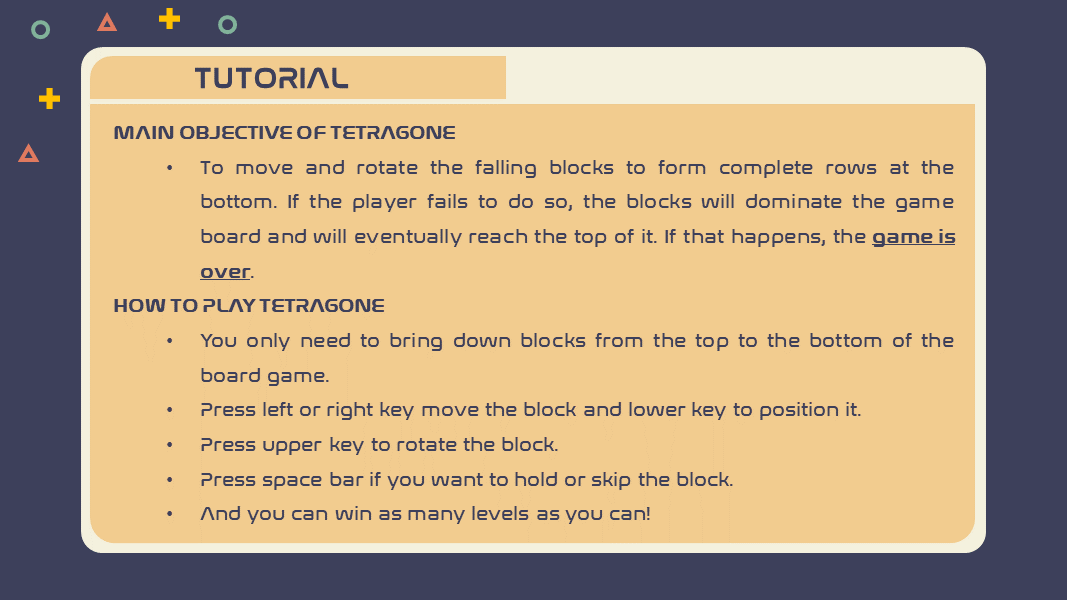 TUTORIAL
MAIN OBJECTIVE OF TETRAGONE
• To move and rotate the falling blocks to form complete rows at the
bottom. If the player fails to do so, the blocks will dominate the game
board and will eventually reach the top of it. If that happens, the game is
over.
HOW TO PLAY TETRAGONE
• You only need to bring down blocks from the top to the bottom of the
board game.
• Press left or right key move the block and lower key to position it.
• Press upper key to rotate the block.
• Press space bar if you want to hold or skip the block.
• And you can win as many levels as you can!